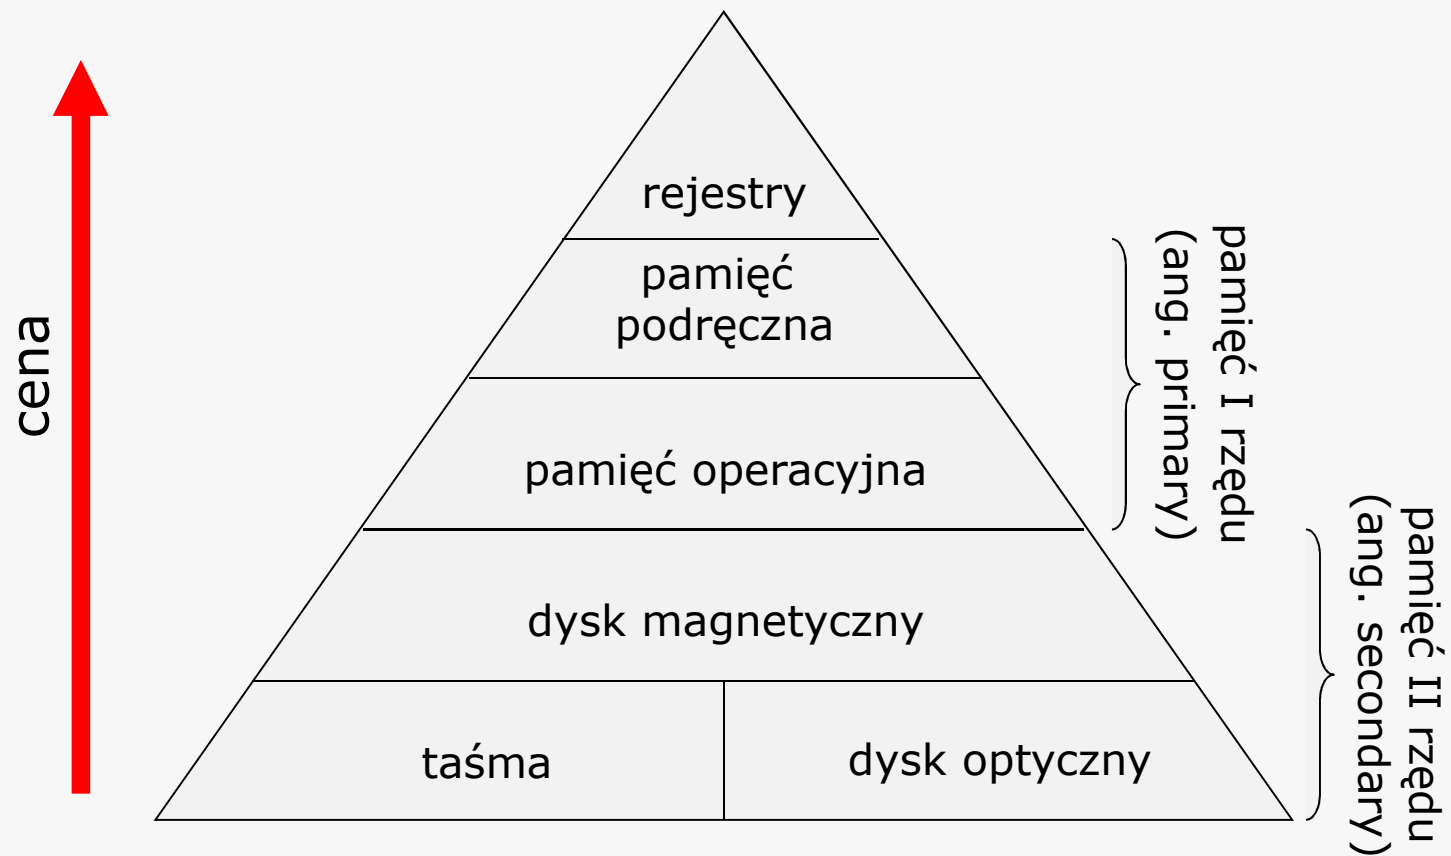 cena
rejestry
pamięć
podręczna
pamięć operacyjna
dysk magnetyczny
taśma
dysk optyczny
pamięć I rzędu
(ang. primary)
pamięć II rzędu
(ang. secondary)